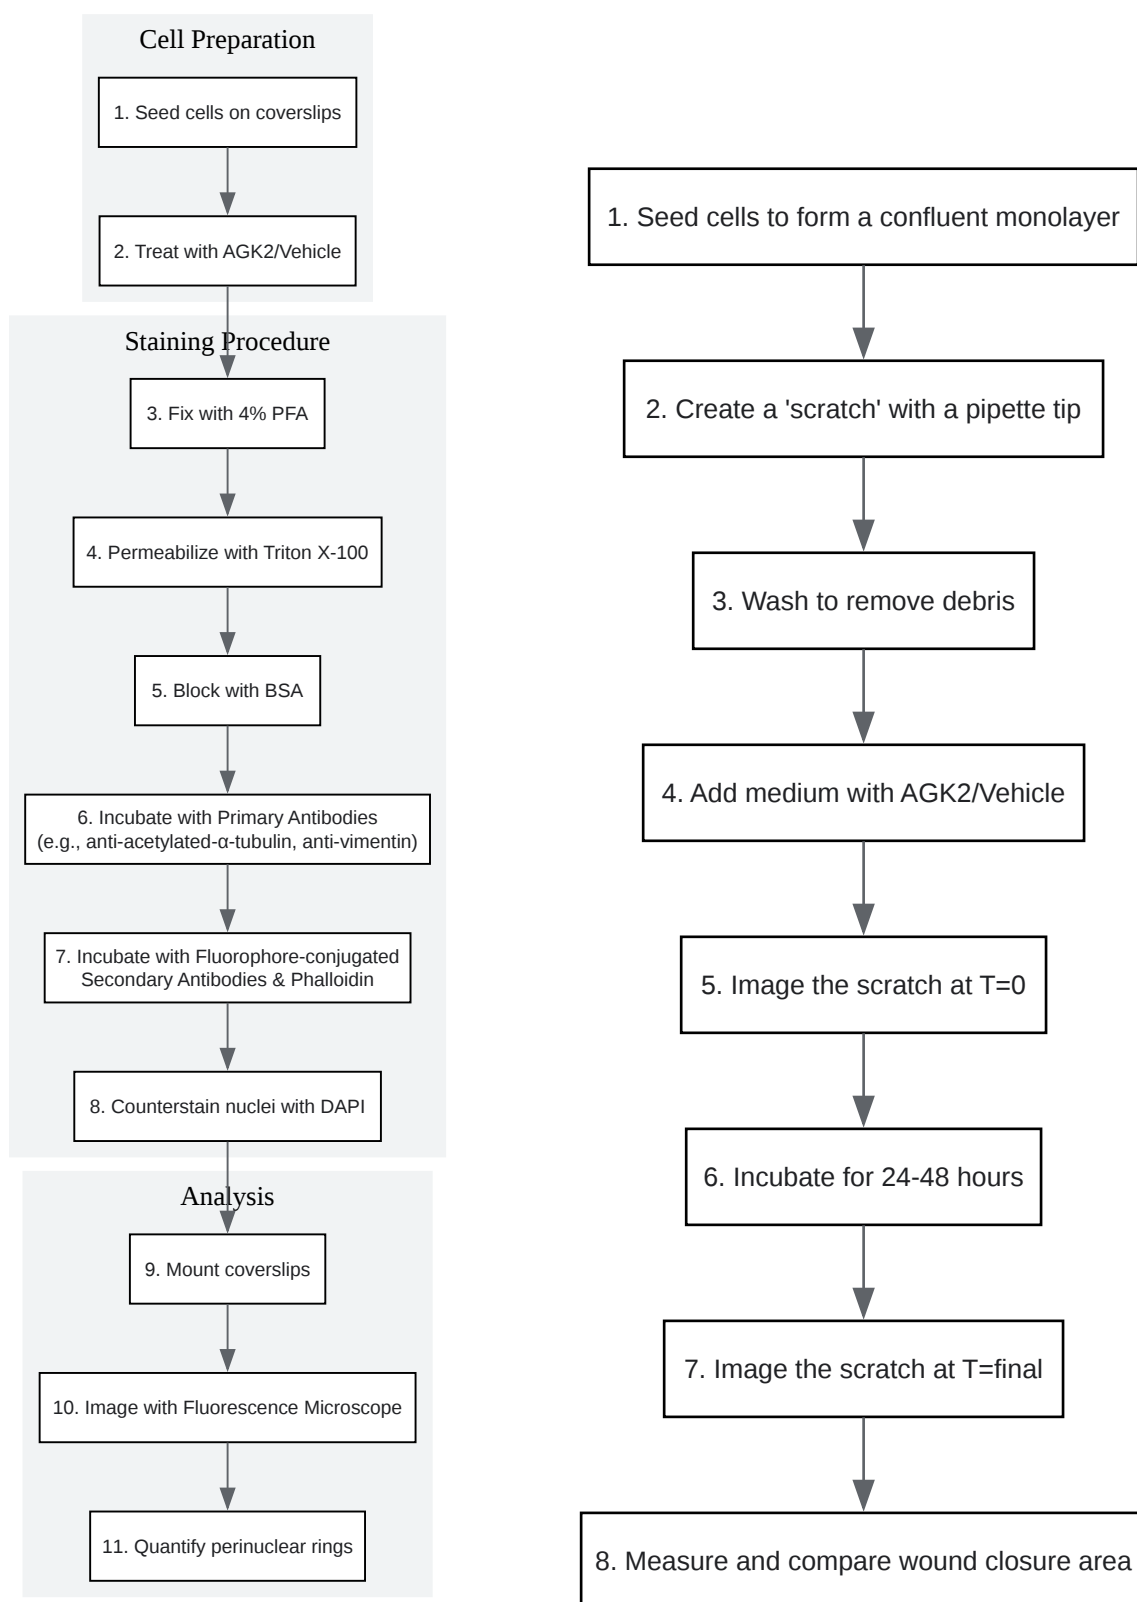 Cell Preparation
1. Seed cells on coverslips
2. Treat with AGK2/Vehicle
Staining Procedure
3. Fix with 4% PFA
4. Permeabilize with Triton X-100
5. Block with BSA
6. Incubate with Primary Antibodies
(e.g., anti-acetylated-α-tubulin, anti-vimentin)
7. Incubate with Fluorophore-conjugated
Secondary Antibodies & Phalloidin
8. Counterstain nuclei with DAPI
Analysis
9. Mount coverslips
10. Image with Fluorescence Microscope
11. Quantify perinuclear rings
1. Seed cells to form a confluent monolayer
2. Create a 'scratch' with a pipette tip
3. Wash to remove debris
4. Add medium with AGK2/Vehicle
5. Image the scratch at T=0
6. Incubate for 24-48 hours
7. Image the scratch at T=final
8. Measure and compare wound closure area